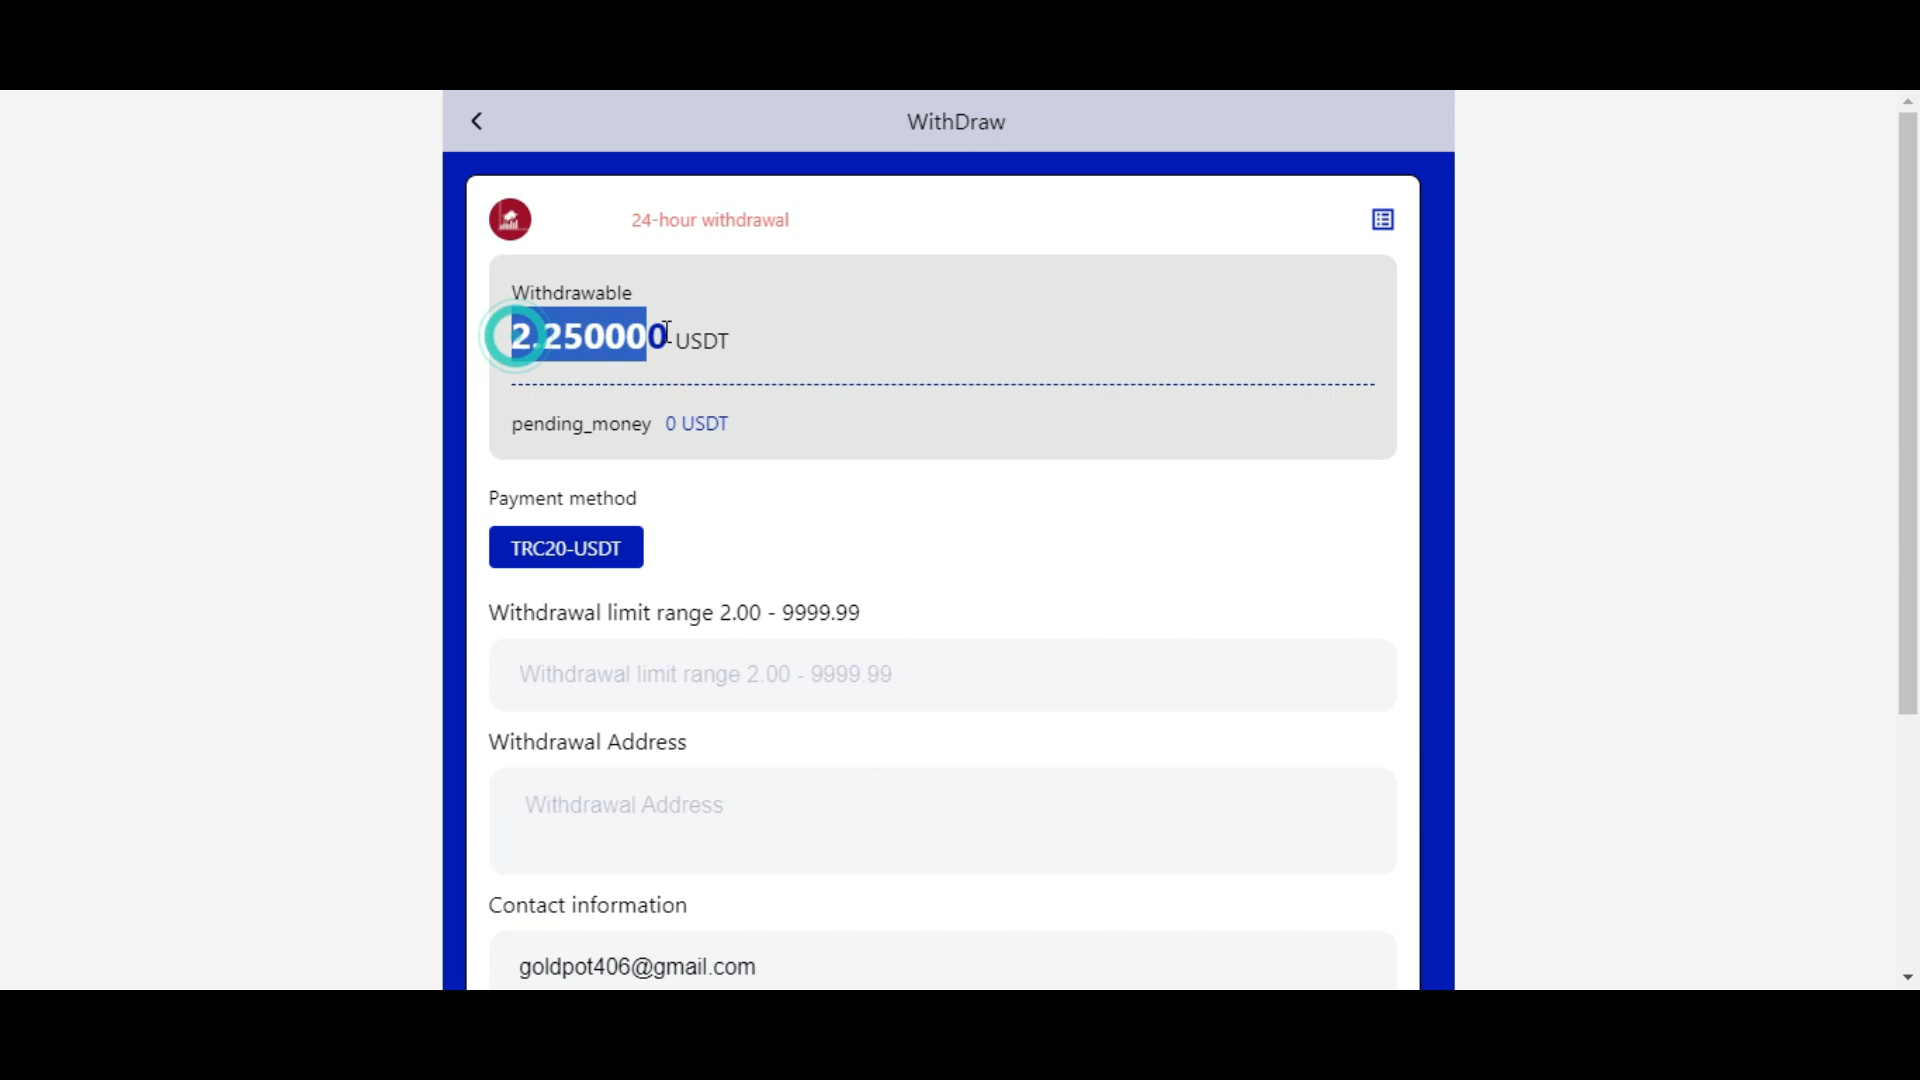 WithDraw
24-hour withdrawal
Withdrawable
2.250000 USDT
pending_money 0 USDT
Payment method
TRC20-USDT
Withdrawal limit range 2.00 - 9999.99
Withdrawal limit range 2.00 - 9999.99
Withdrawal Address
Withdrawal Address
Contact information
goldpot406@gmail.com